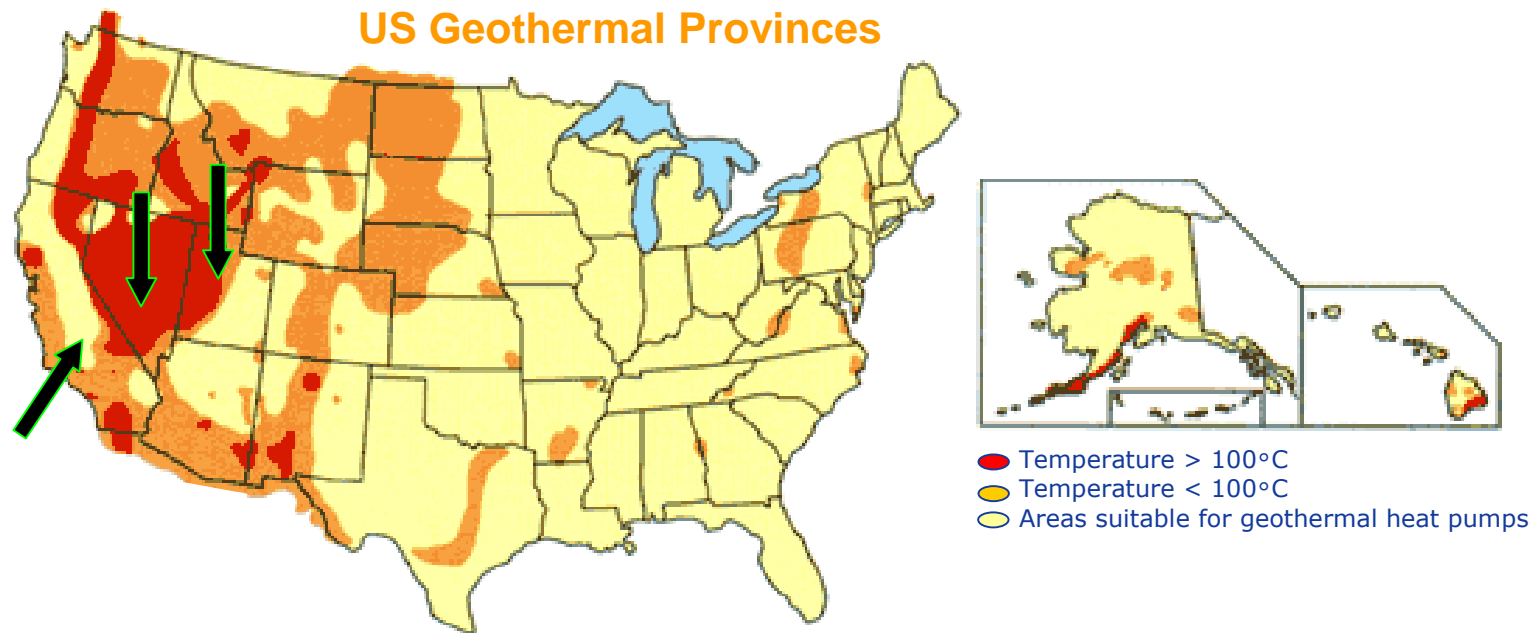 US Geothermal Provinces
Temperature > 100°C
Temperature < 100°C
Areas suitable for geothermal heat pumps